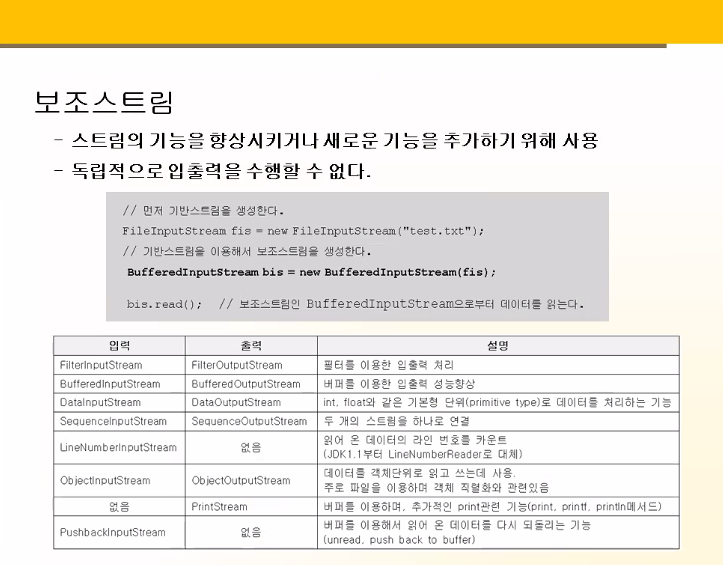 보조스트림
- 스트림의 기능을 향상시키거나 새로운 기능을 추가하기 위해 사용
- 독립적으로 입출력을 수행할 수 없다.
// 먼저 기반스트림을 생성한다.
FileInputStream fis = new FileInputStream("test.txt");
// 기반스트림을 이용해서 보조스트림을 생성한다.
BufferedInputStream bis = new BufferedInputStream(fis);
bis.read(); // 보조스트림인 BufferedInputStream으로부터 데이터를 읽는다.
입력 출력 설명
FilterInputStream FilterOutputStream 필터를 이용한 입출력 처리
BufferedInputStream BufferedOutputStream 버퍼를 이용한 입출력 성능향상
DataInputStream DataOutputStream int, float와 같은 기본형 단위(primitive type)로 데이터를 처리하는 기능
SequenceInputStream SequenceOutputStream 두 개의 스트림을 하나로 연결
LineNumberInputStream 없음 읽어 온 데이터의 라인 번호를 카운트
(JDK1.1부터 LineNumberReader로 대체)
ObjectInputStream ObjectOutputStream 데이터를 객체단위로 읽고 쓰는데 사용.
주로 파일을 이용하며 객체 직렬화와 관련있음
없음 PrintStream 버퍼를 이용하며, 추가적인 print관련 기능(print, printf, println메서드)
PushbackInputStream 없음 버퍼를 이용해서 읽어 온 데이터를 다시 되돌리는 기능
(unread, push back to buffer)